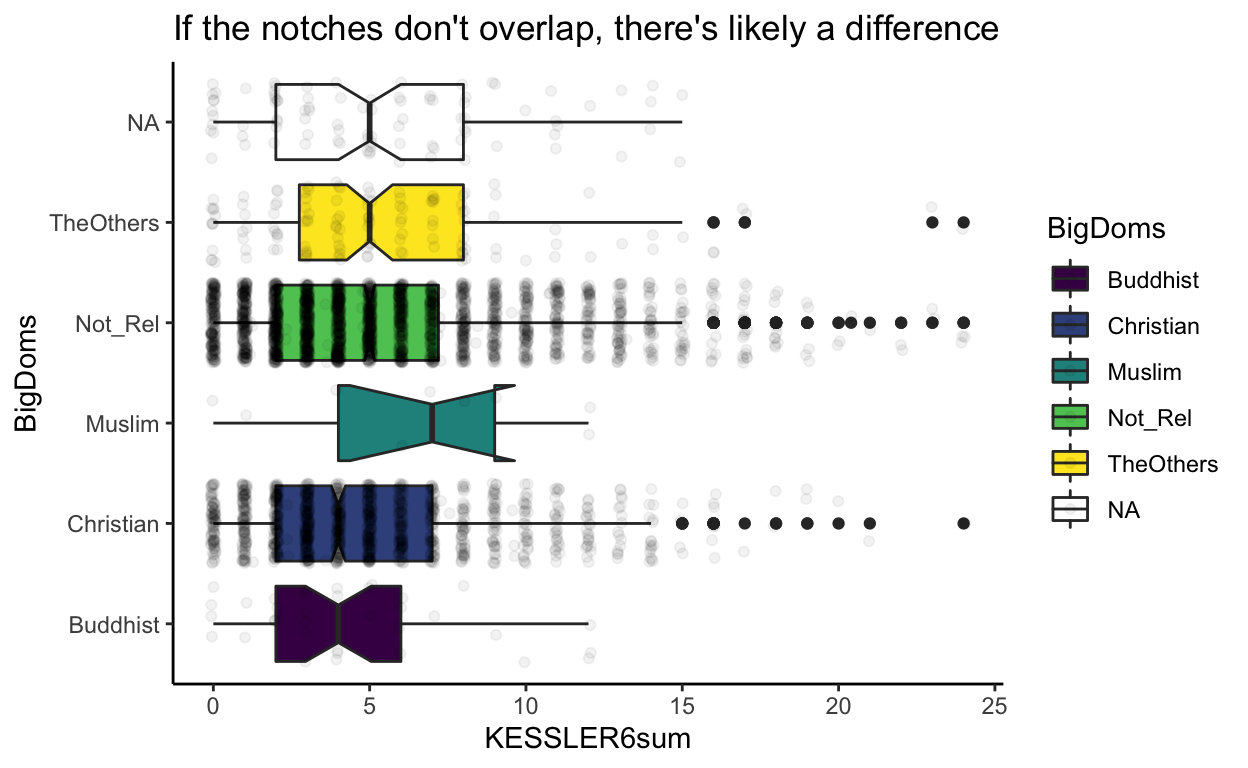 If the notches don't overlap, there's likely a difference
BigDoms
NA
TheOthers
Not_Rel
Muslim
Christian
Buddhist
0
5
10
15
20
25
KESSLER6sum
BigDoms
Buddhist
Christian
Muslim
Not_Rel
TheOthers
NA